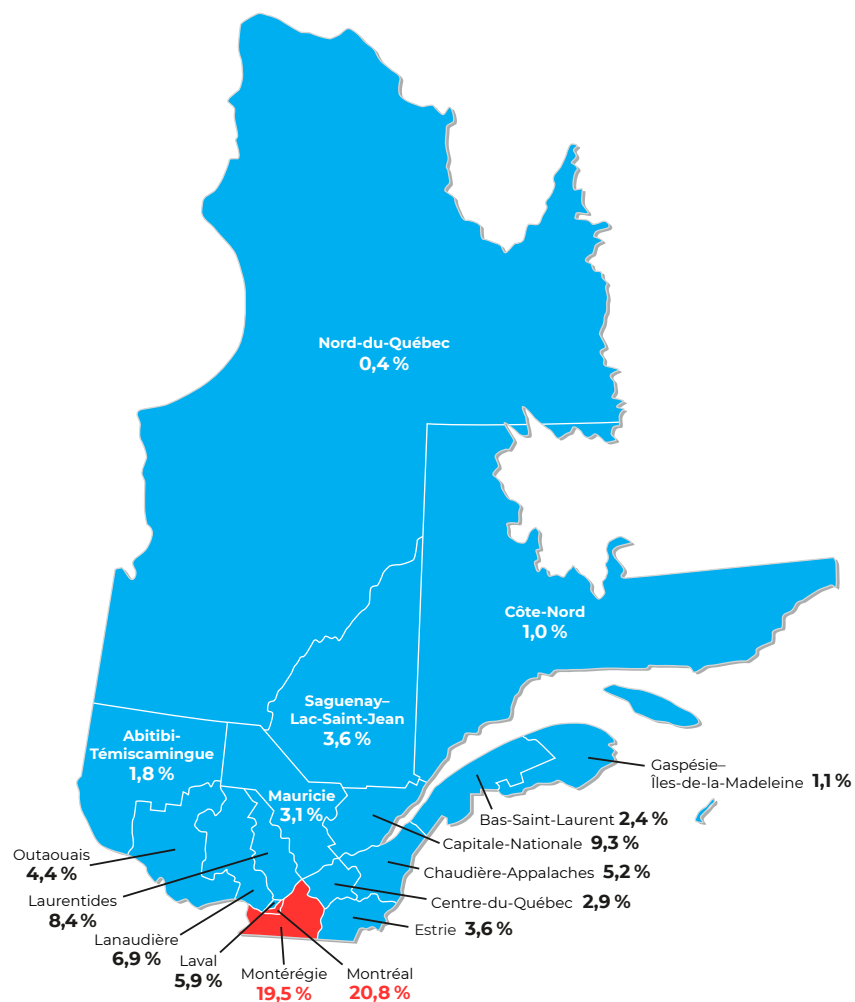 Nord-du-Québec
0,4 %
Côte-Nord
1,0 %
Saguenay–
Lac-Saint-Jean
3,6 %
Abitibi-
Témiscamingue
1,8 %
Mauricie
3,1 %
Gaspésie–
Îles-de-la-Madeleine 1,1 %
Bas-Saint-Laurent 2,4 %
Capitale-Nationale 9,3 %
Chaudière-Appalaches 5,2 %
Centre-du-Québec 2,9 %
Estrie 3,6 %
Outaouais
4,4 %
Laurentides
8,4 %
Lanaudière
6,9 %
Laval
5,9 %
Montérégie
19,5 %
Montréal
20,8 %